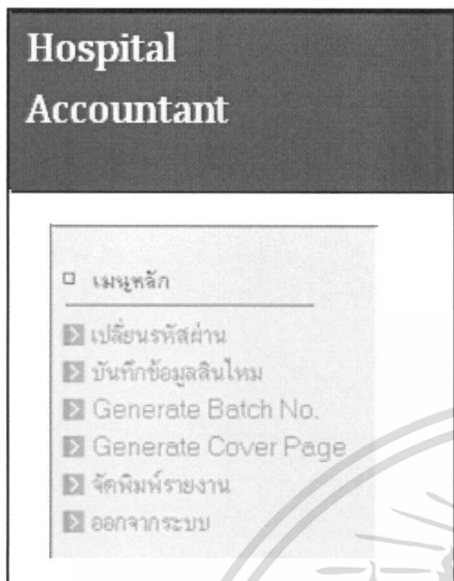 Hospital
Accountant
เมนูหลัก
เปลี่ยนรหัสผ่าน
บันทึกข้อมูลสินไหม
Generate Batch No.
Generate Cover Page
จัดพิมพ์รายงาน
ออกจากระบบ